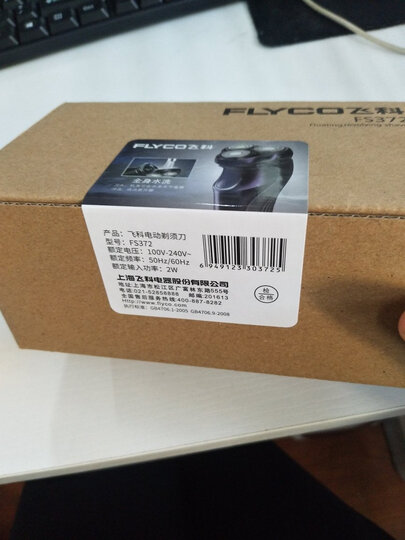 FLYCO飞科
FS372
FLYCO飞科
全身水洗
产品: 飞科电动剃须刀
型号: FS372
额定电压: 100V-240V~
额定频率: 50Hz/60Hz
额定输入功率: 2W
6 949123 303725
上海飞科电器股份有限公司
地址:上海市松江区广富林东路555号
电话:021-52858888 邮编:201613
全国售后服务热线:400-887-8282
Http://www.flyco.com
执行标准: GB4706.1-2005 GB4706.9-2008
检
合格